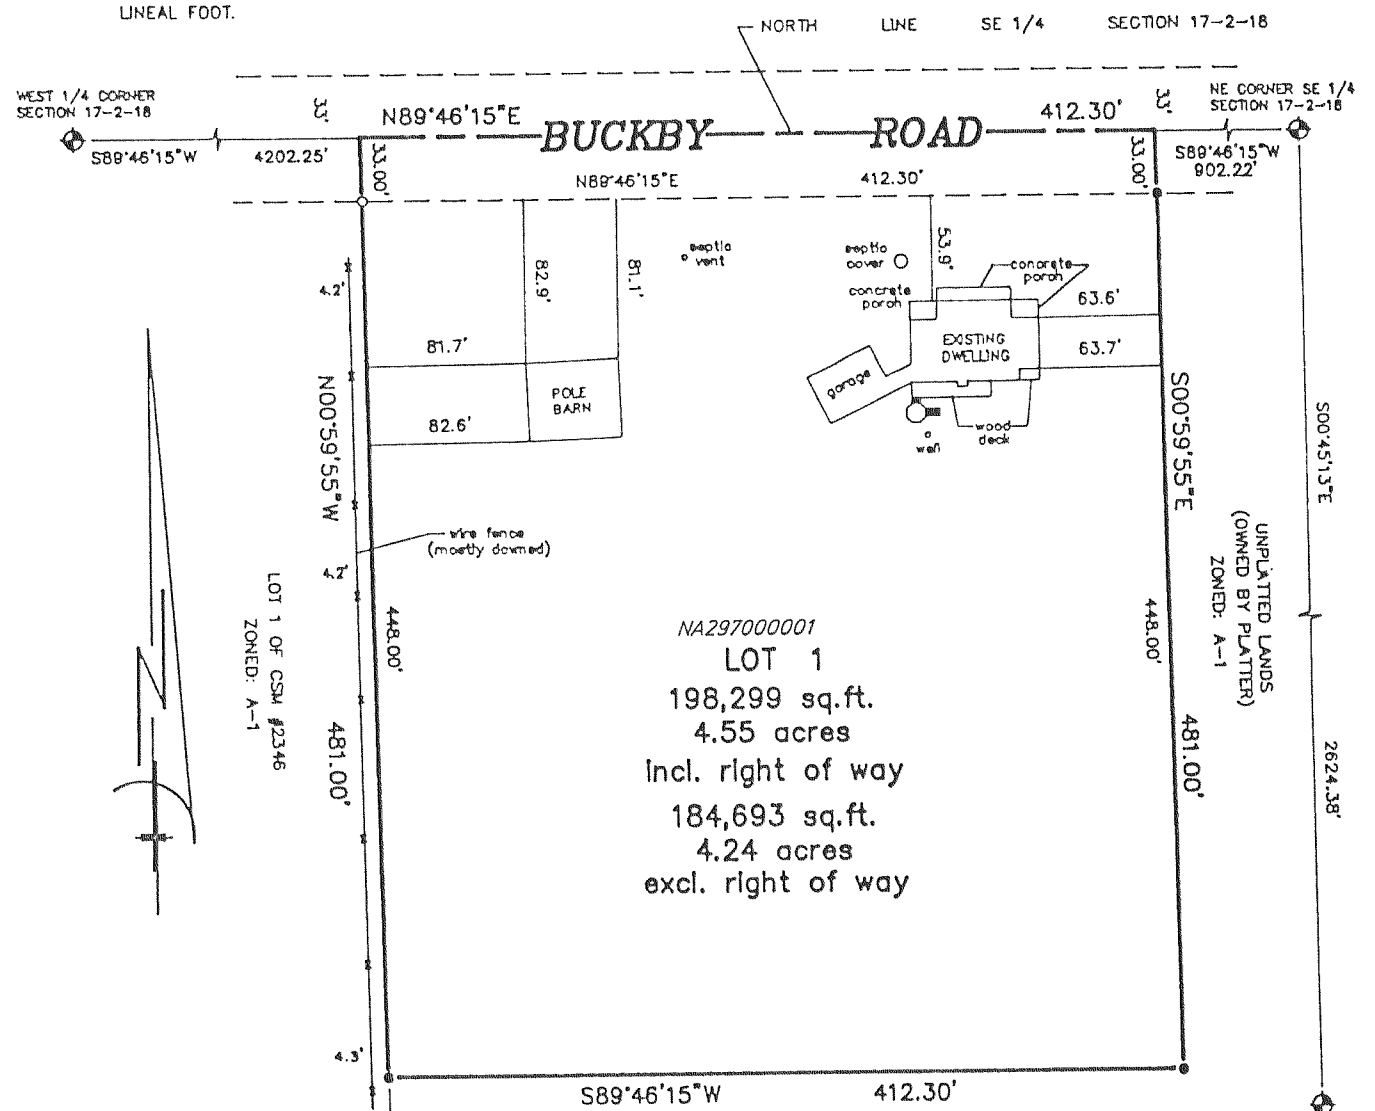 LINEAL FOOT.
NORTH LINE SE 1/4 SECTION 17-2-18
WEST 1/4 CORNER
SECTION 17-2-18
33'
N89°46'15"E
412.30'
33'
NE CORNER SE 1/4
SECTION 17-2-18
BUCKBY ROAD
S89°46'15"W
4202.25'
33.00'
N89°46'15"E
412.30'
33.00'
S89°46'15"W
902.22'
septic
vent
septic
cover
53.9'
concrete
porch
concrete
porch
4.2'
82.9'
81.1'
63.6'
81.7'
EXISTING
DWELLING
63.7'
garage
POLE
BARN
82.6'
wood
deck
well
N00°59'55"W
S00°59'55"E
S00°45'13"E
wire fence
(mostly downed)
4.2'
UNPLATTED LANDS
(OWNED BY PLATTER)
ZONED: A-1
LOT 1 OF CSM #2346
ZONED: A-1
448.00'
448.00'
NA297000001
LOT 1
198,299 sq.ft.
4.55 acres
incl. right of way
184,693 sq.ft.
4.24 acres
excl. right of way
481.00'
481.00'
2624.38'
N
4.3'
S89°46'15"W
412.30'